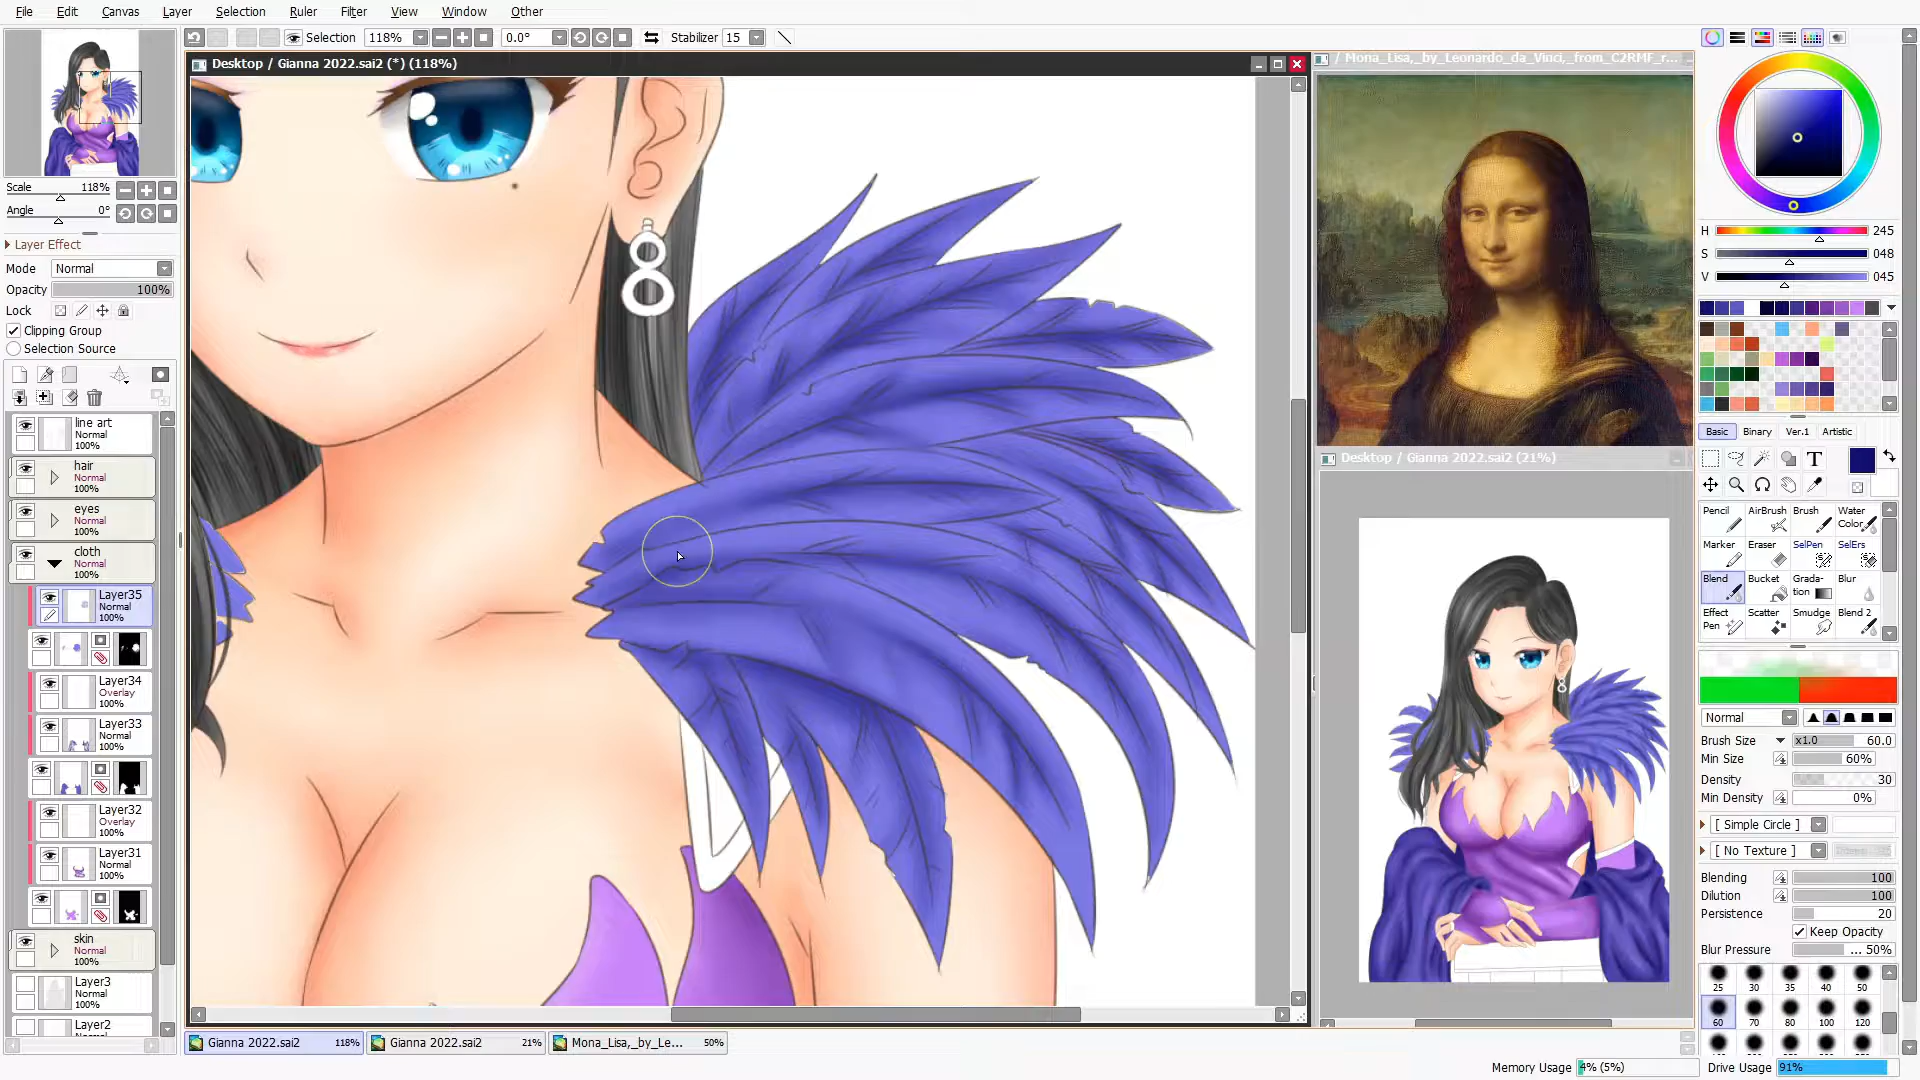 File Edit Canvas Layer Selection Ruler Filter View Window Other
Selection 118% 0.0° Stabilizer 15
Desktop / Gianna 2022.sai2 (*) (118%)
/ Mona_Lisa,_by_Leonardo_da_Vinci,_from_C2RMF_r...
Scale 118%
Angle 0°
Layer Effect
Mode Normal
Opacity 100%
Lock
Clipping Group
Selection Source
line art
Normal
100%
hair
Normal
100%
eyes
Normal
100%
cloth
Normal
100%
Layer35
Normal
100%
Layer34
Overlay
Layer33
Normal
Layer32
Overlay
Layer31
Normal
skin
Normal
100%
Layer3
Normal
100%
Layer2
Desktop / Gianna 2022.sai2 (21%)
H 245
S 048
V 045
Basic Binary Ver.1 Artistic
T
Pencil AirBrush Brush Water Color
Marker Eraser SelPen SelErs
Blend Bucket Grada-tion Blur
Effect Pen Scatter Smudge Blend 2
Normal
Brush Size x1.0 60.0
Min Size 60%
Density 30
Min Density 0%
[ Simple Circle ]
[ No Texture ]
Blending 100
Dilution 100
Persistence 20
Keep Opacity
Blur Pressure ... 50%
25 30 35 40 50
60 70 80 100 120
Gianna 2022.sai2 118%
Gianna 2022.sai2 21%
Mona_Lisa,_by_Le... 50%
Memory Usage 4% (5%) Drive Usage 91%